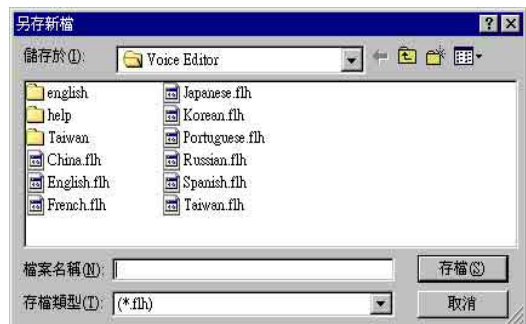 另存新檔
儲存於(I): Voice Editor
english
help
Taiwan
China.flh
English.flh
French.flh
Japanese.flh
Korean.flh
Portuguese.flh
Russian.flh
Spanish.flh
Taiwan.flh
檔案名稱(N): 存檔(S)
存檔類型(T): (*.flh) 取消